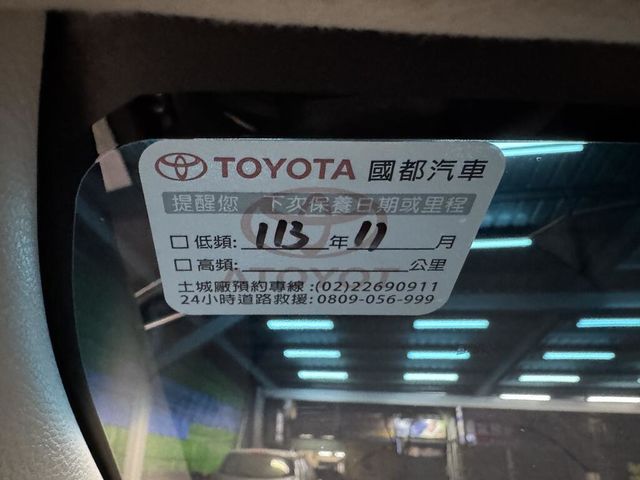 TOYOTA 國都汽車
提醒您 下次保養日期或里程
□低頻: 113 年 11 月
□高頻: 公里
土城廠預約專線:(02)22690911
24小時道路救援:0809-056-999